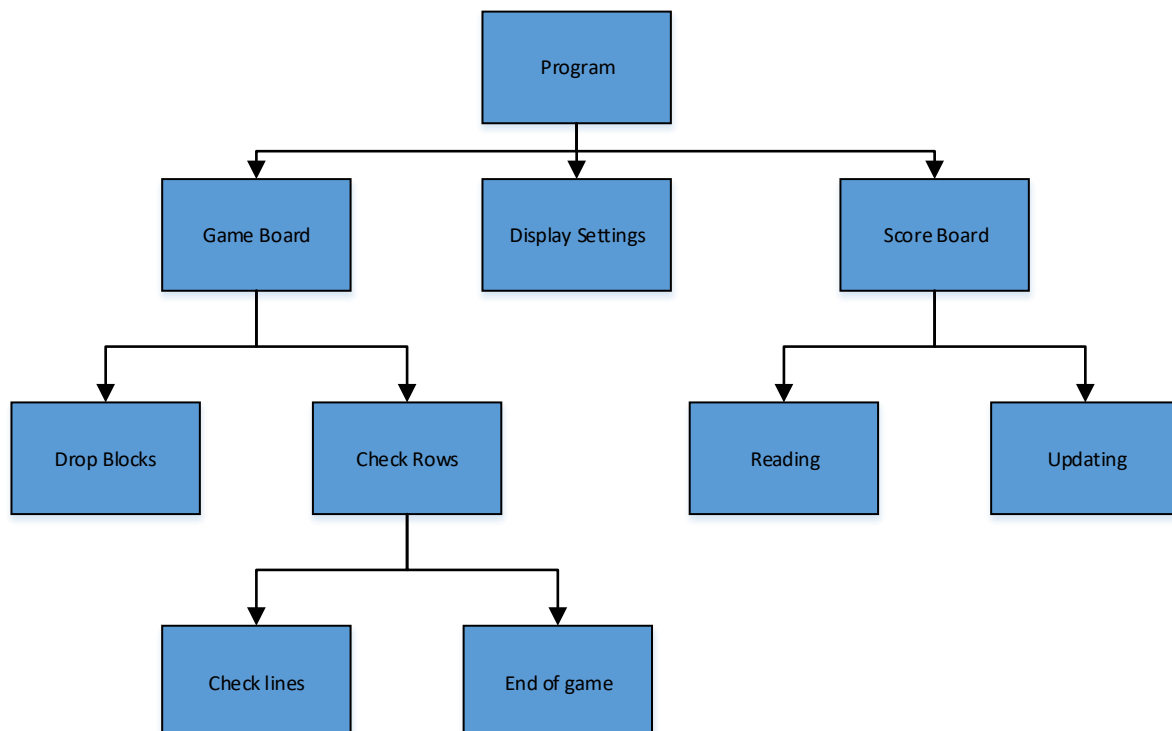 Program
Game Board
Display Settings
Score Board
Drop Blocks
Check Rows
Reading
Updating
Check lines
End of game